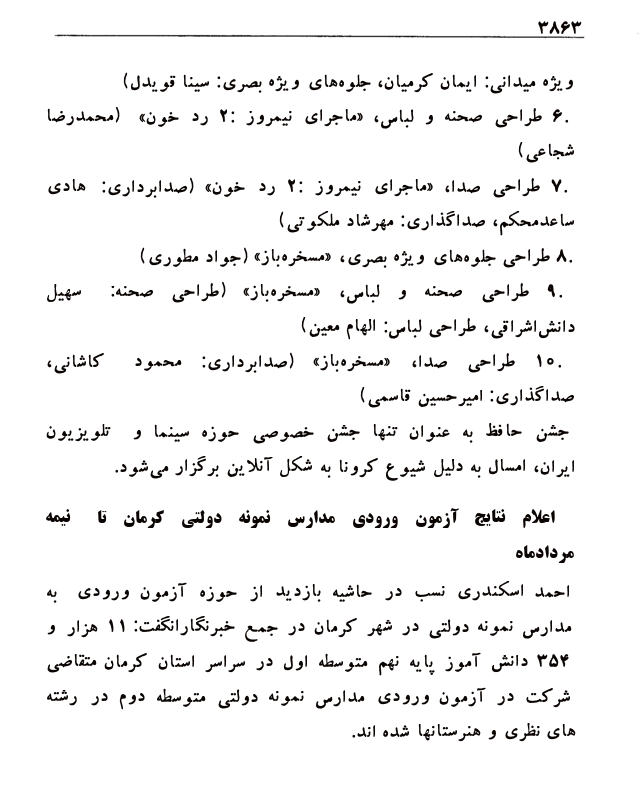 ۳۸۶۳
ویژه میدانی: ایمان کرمیان، جلوه‌های ویژه بصری: سینا قویدل)
.۶ طراحی صحنه و لباس، «ماجرای نیمروز :۲ رد خون» (محمدرضا
شجاعی)
.۷ طراحی صدا، «ماجرای نیمروز :۲ رد خون» (صدابرداری: هادی
ساعدمحکم، صداگذاری: مهرشاد ملکوتی)
.۸ طراحی جلوه‌های ویژه بصری، «مسخره‌باز» (جواد مطوری)
.۹ طراحی صحنه و لباس، «مسخره‌باز» (طراحی صحنه: سهیل
دانش‌اشراقی، طراحی لباس: الهام معین)
.۱۰ طراحی صدا، «مسخره‌باز» (صدابرداری: محمود کاشانی،
صداگذاری: امیرحسین قاسمی)
جشن حافظ به عنوان تنها جشن خصوصی حوزه سینما و تلویزیون
ایران، امسال به دلیل شیوع کرونا به شکل آنلاین برگزار می‌شود.
اعلام نتایج آزمون ورودی مدارس نمونه دولتی کرمان تا نیمه
مردادماه
احمد اسکندری نسب در حاشیه بازدید از حوزه آزمون ورودی به
مدارس نمونه دولتی در شهر کرمان در جمع خبرنگارانگفت: ۱۱ هزار و
۳۵۴ دانش آموز پایه نهم متوسطه اول در سراسر استان کرمان متقاضی
شرکت در آزمون ورودی مدارس نمونه دولتی متوسطه دوم در رشته
های نظری و هنرستانها شده اند.